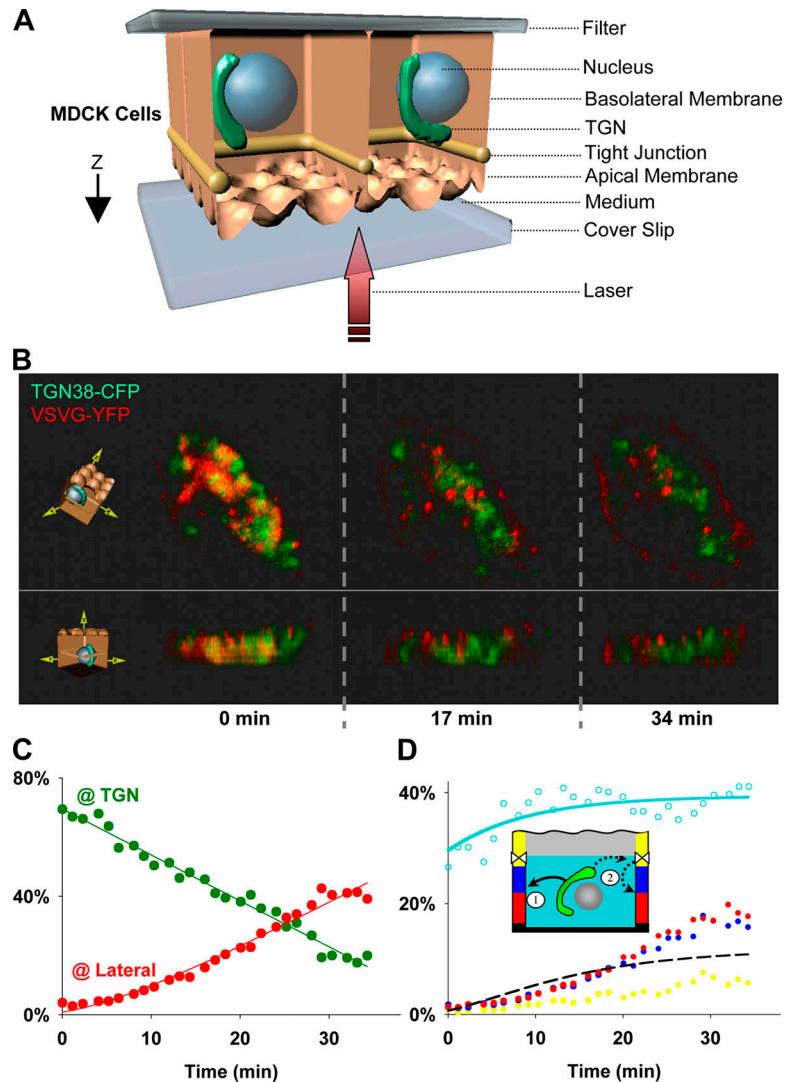 A
Filter
Nucleus
Basolateral Membrane
MDCK Cells
TGN
Tight Junction
Z
Apical Membrane
Medium
Cover Slip
Laser
B
TGN38-CFP
VSVG-YFP
0 min
17 min
34 min
C
80%
@ TGN
40%
@ Lateral
0%
0
10
20
30
Time (min)
D
40%
1
2
20%
0%
0
10
20
30
Time (min)